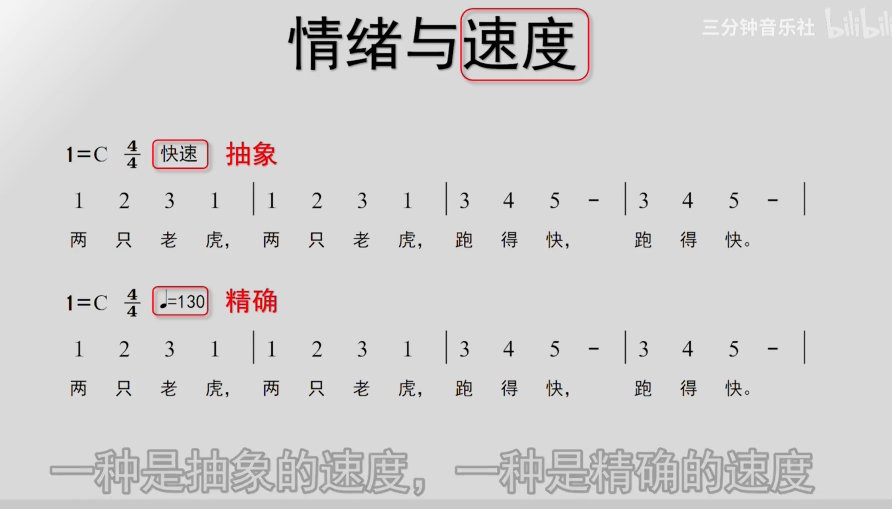 三分钟音乐社 bilibili
情绪与速度
1=C 4/4 快速 抽象
1 2 3 1 | 1 2 3 1 | 3 4 5 - | 3 4 5 - |
两 只 老 虎， 两 只 老 虎， 跑 得 快， 跑 得 快。
1=C 4/4 ♩=130 精确
1 2 3 1 | 1 2 3 1 | 3 4 5 - | 3 4 5 - |
两 只 老 虎， 两 只 老 虎， 跑 得 快， 跑 得 快。
一种是抽象的速度，一种是精确的速度